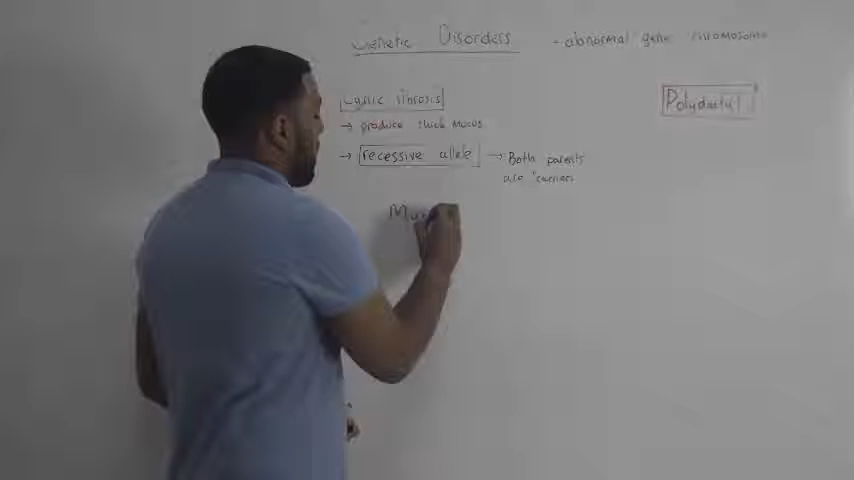 Genetic Disorders - abnormal gene chromosome
Cystic fibrosis
→ produce thick mucus
→ recessive allele → Both parents
are "carriers
Polydactyl